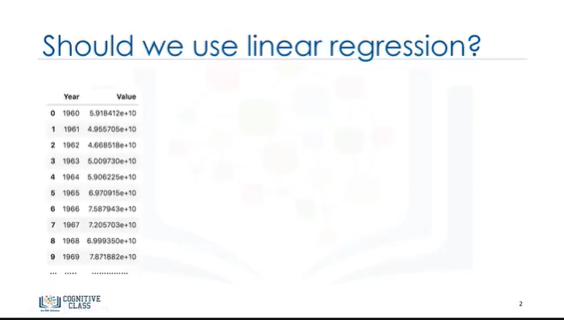 Should we use linear regression?
Year Value
0 1960 5.918412e+10
1 1961 4.955705e+10
2 1962 4.668518e+10
3 1963 5.009730e+10
4 1964 5.906225e+10
5 1965 6.970915e+10
6 1966 7.587943e+10
7 1967 7.205703e+10
8 1968 6.999350e+10
9 1969 7.871882e+10
... ..... ...............
COGNITIVE
CLASS
2